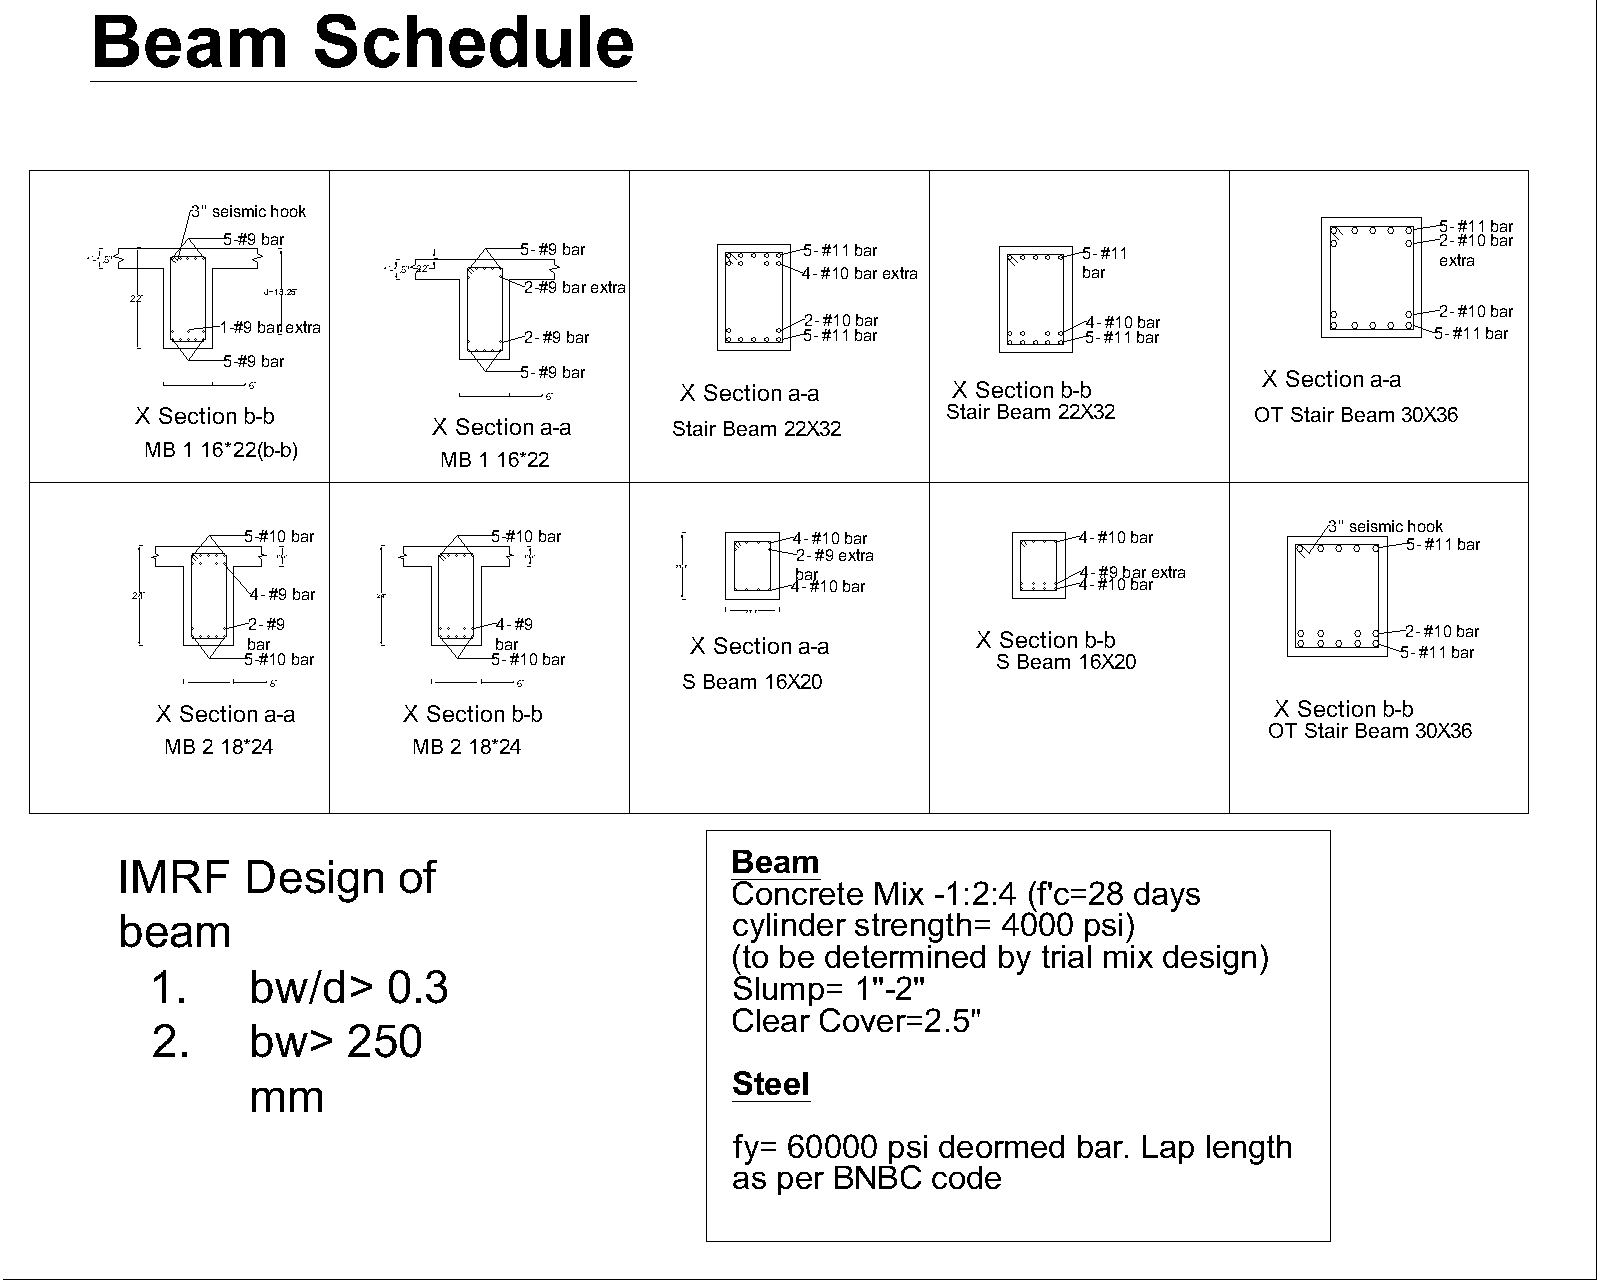 Beam Schedule
3" seismic hook
5-#9 bar
22"
1-#9 bar extra
5-#9 bar
6"
X Section b-b
MB 1 16*22(b-b)
5-#9 bar
2-#9 bar extra
2- #9 bar
5- #9 bar
6"
X Section a-a
MB 1 16*22
5- #11 bar
4- #10 bar extra
2- #10 bar
5- #11 bar
X Section a-a
Stair Beam 22X32
5- #11
bar
4- #10 bar
5- #11 bar
X Section b-b
Stair Beam 22X32
5- #11 bar
2- #10 bar
extra
2- #10 bar
5- #11 bar
X Section a-a
OT Stair Beam 30X36
5-#10 bar
4- #9 bar
2- #9
bar
5-#10 bar
6"
X Section a-a
MB 2 18*24
5- #10 bar
4- #9
bar
5- #10 bar
6"
X Section b-b
MB 2 18*24
4- #10 bar
2- #9 extra
bar
4- #10 bar
X Section a-a
S Beam 16X20
4- #10 bar
4- #9 bar extra
4- #10 bar
X Section b-b
S Beam 16X20
3" seismic hook
5- #11 bar
2- #10 bar
5- #11 bar
X Section b-b
OT Stair Beam 30X36
IMRF Design of
beam
1. bw/d> 0.3
2. bw> 250
mm
Beam
Concrete Mix -1:2:4 (f'c=28 days
cylinder strength= 4000 psi)
(to be determined by trial mix design)
Slump= 1"-2"
Clear Cover=2.5"
Steel
fy= 60000 psi deormed bar. Lap length
as per BNBC code